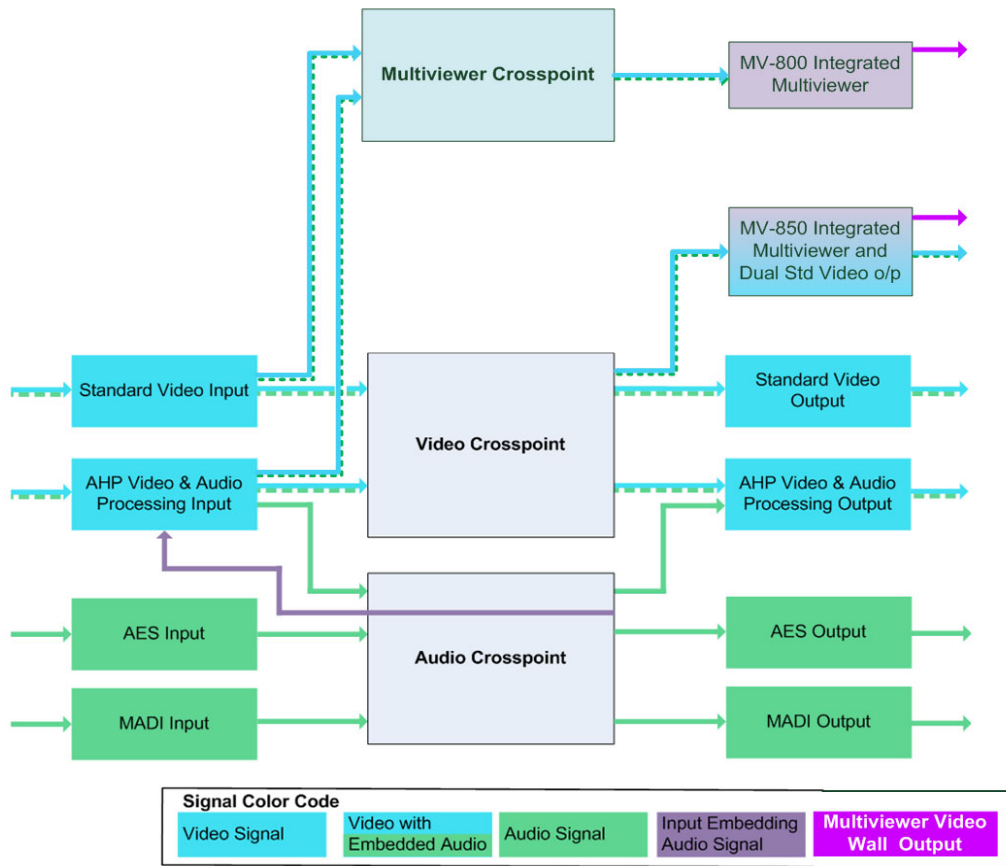 Multiviewer Crosspoint
MV-800 Integrated
Multiviewer
MV-850 Integrated
Multiviewer and
Dual Std Video o/p
Standard Video Input
Video Crosspoint
Standard Video
Output
AHP Video & Audio
Processing Input
AHP Video & Audio
Processing Output
AES Input
Audio Crosspoint
AES Output
MADI Input
MADI Output
Signal Color Code
Video Signal
Video with
Embedded Audio
Audio Signal
Input Embedding
Audio Signal
Multiviewer Video
Wall Output